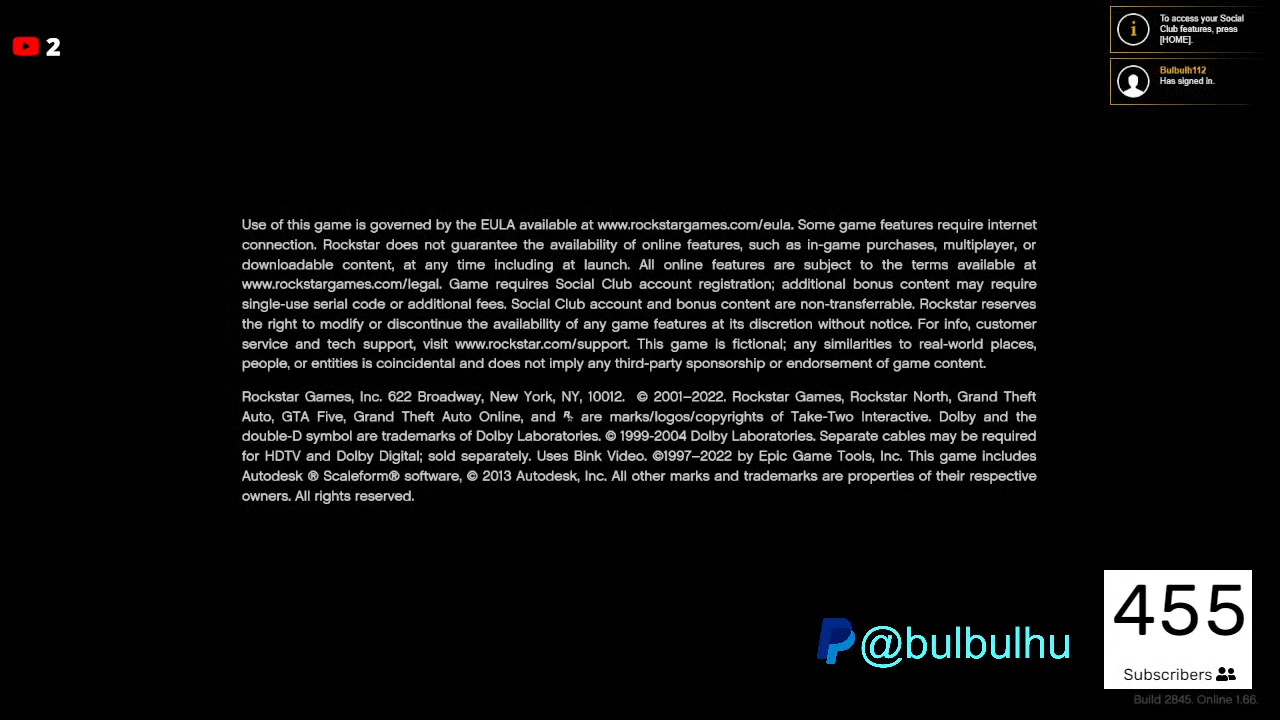 2
To access your Social
Club features, press
[HOME].
Bulbulh112
Has signed in.
Use of this game is governed by the EULA available at www.rockstargames.com/eula. Some game features require internet
connection. Rockstar does not guarantee the availability of online features, such as in-game purchases, multiplayer, or
downloadable content, at any time including at launch. All online features are subject to the terms available at
www.rockstargames.com/legal. Game requires Social Club account registration; additional bonus content may require
single-use serial code or additional fees. Social Club account and bonus content are non-transferrable. Rockstar reserves
the right to modify or discontinue the availability of any game features at its discretion without notice. For info, customer
service and tech support, visit www.rockstar.com/support. This game is fictional; any similarities to real-world places,
people, or entities is coincidental and does not imply any third-party sponsorship or endorsement of game content.
Rockstar Games, Inc. 622 Broadway, New York, NY, 10012. © 2001–2022. Rockstar Games, Rockstar North, Grand Theft
Auto, GTA Five, Grand Theft Auto Online, and R* are marks/logos/copyrights of Take-Two Interactive. Dolby and the
double-D symbol are trademarks of Dolby Laboratories. © 1999-2004 Dolby Laboratories. Separate cables may be required
for HDTV and Dolby Digital; sold separately. Uses Bink Video. ©1997–2022 by Epic Game Tools, Inc. This game includes
Autodesk ® Scaleform® software, © 2013 Autodesk, Inc. All other marks and trademarks are properties of their respective
owners. All rights reserved.
455
@bulbulhu
Subscribers
Build 2845. Online 1.66.